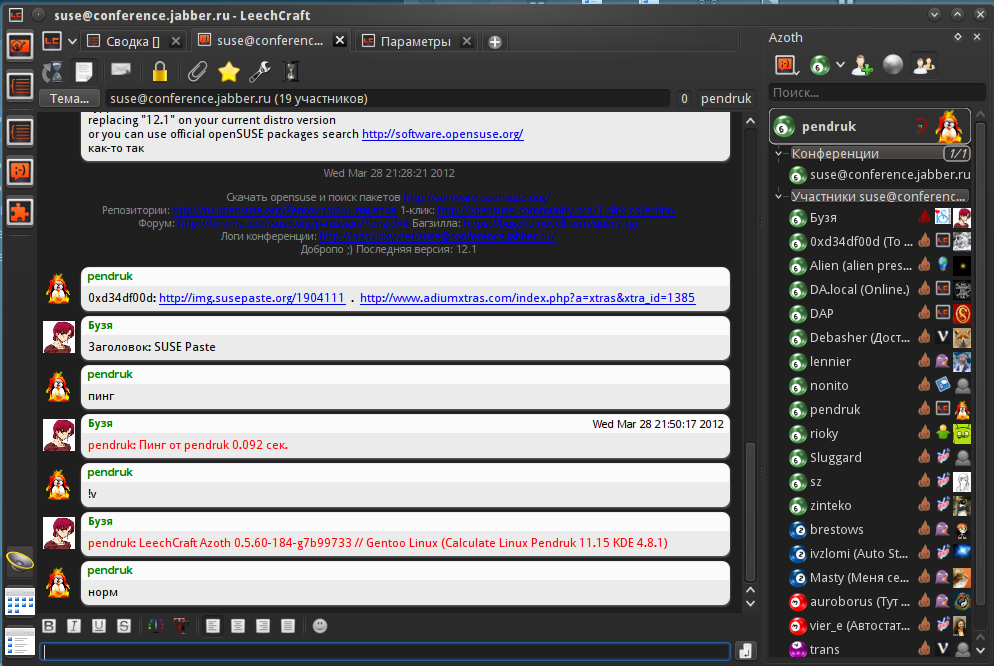 suse@conference.jabber.ru - LeechCraft
Сводка []
suse@conferenc...
Параметры
Тема...
suse@conference.jabber.ru (19 участников)
0
pendruk
replacing "12.1" on your current distro version
or you can use official openSUSE packages search http://software.opensuse.org/
как-то так
Wed Mar 28 21:28:21 2012
Скачать opensuse и поиск пакетов http://software.opensuse.org/
Репозитории: 1-клик:
Форум: Багзилла:
Логи конференции:
Добропо ;) Последняя версия: 12.1
pendruk
0xd34df00d: http://img.susepaste.org/1904111 . http://www.adiumxtras.com/index.php?a=xtras&xtra_id=1385
Бузя
Заголовок: SUSE Paste
pendruk
пинг
Бузя
Wed Mar 28 21:50:17 2012
pendruk: Пинг от pendruk 0.092 сек.
pendruk
!v
Бузя
pendruk: LeechCraft Azoth 0.5.60-184-g7b99733 // Gentoo Linux (Calculate Linux Pendruk 11.15 KDE 4.8.1)
pendruk
норм
B I U S
Azoth
Поиск...
pendruk
Конференции
1/1
suse@conference.jabber.ru
Участники suse@conferenc...
Бузя
0xd34df00d (To ...
Alien (alien pres...
DA.local (Online.)
DAP
Debasher (Дост...
lennier
nonito
pendruk
rioky
Sluggard
sz
zinteko
brestows
ivzlomi (Auto St...
Masty (Меня се...
auroborus (Тут ...
vier_e (Автостат...
trans